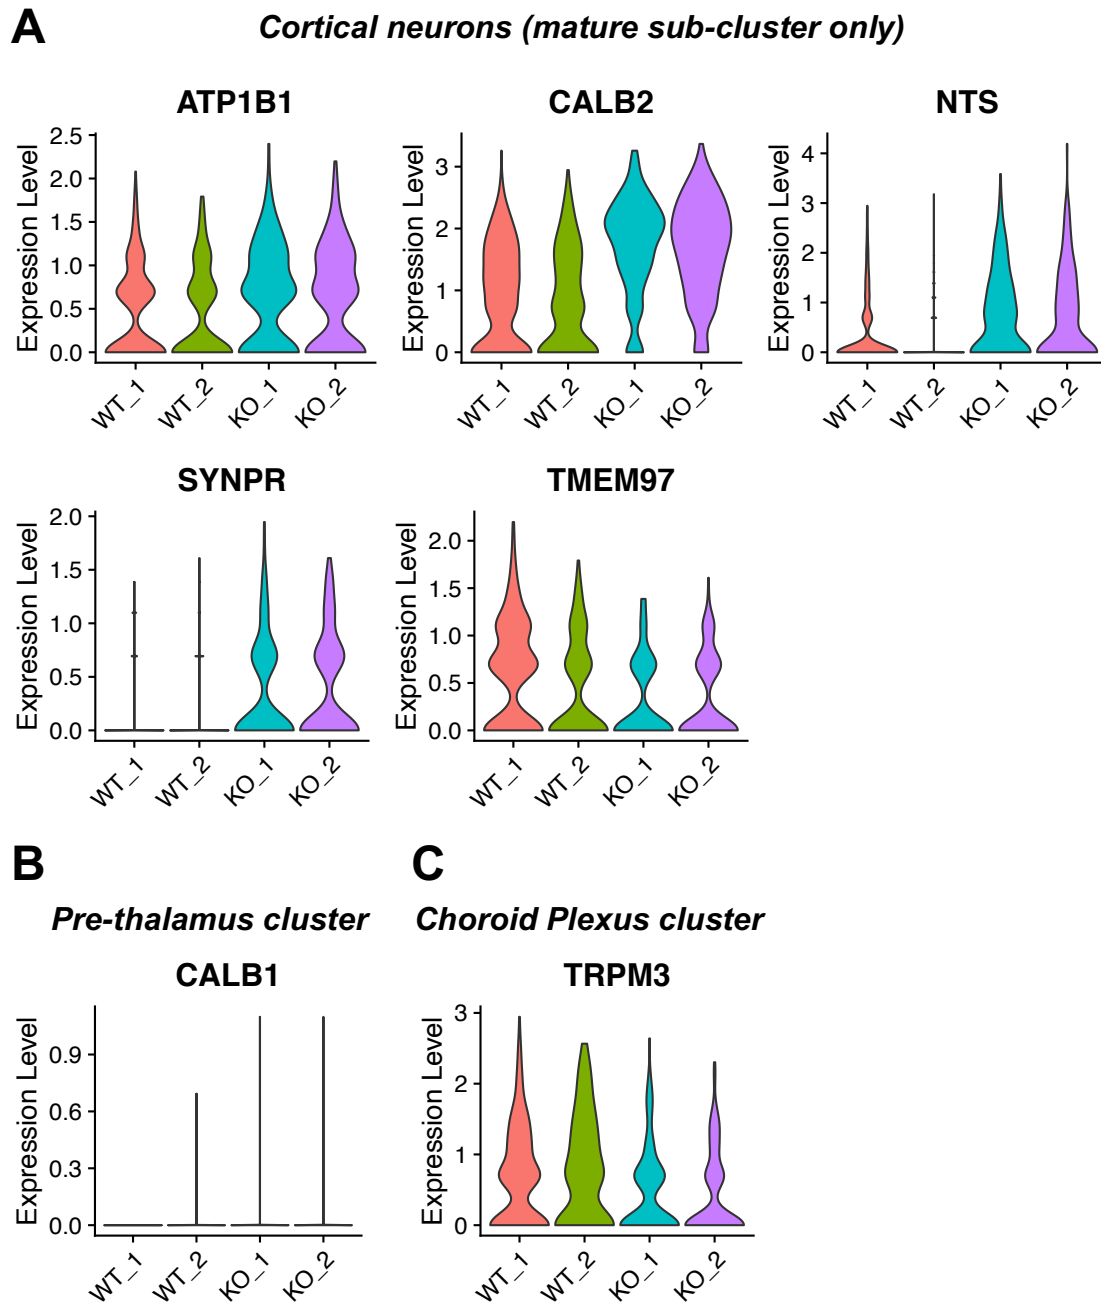 A
Cortical neurons (mature sub-cluster only)
ATP1B1
Expression Level
2.5
2.0
1.5
1.0
0.5
0.0
WT_1
WT_2
KO_1
KO_2
CALB2
Expression Level
3
2
1
0
WT_1
WT_2
KO_1
KO_2
NTS
Expression Level
4
3
2
1
0
WT_1
WT_2
KO_1
KO_2
SYNPR
Expression Level
2.0
1.5
1.0
0.5
0.0
WT_1
WT_2
KO_1
KO_2
TMEM97
Expression Level
2.0
1.5
1.0
0.5
0.0
WT_1
WT_2
KO_1
KO_2
B
Pre-thalamus cluster
CALB1
Expression Level
0.9
0.6
0.3
0.0
WT_1
WT_2
KO_1
KO_2
C
Choroid Plexus cluster
TRPM3
Expression Level
3
2
1
0
WT_1
WT_2
KO_1
KO_2